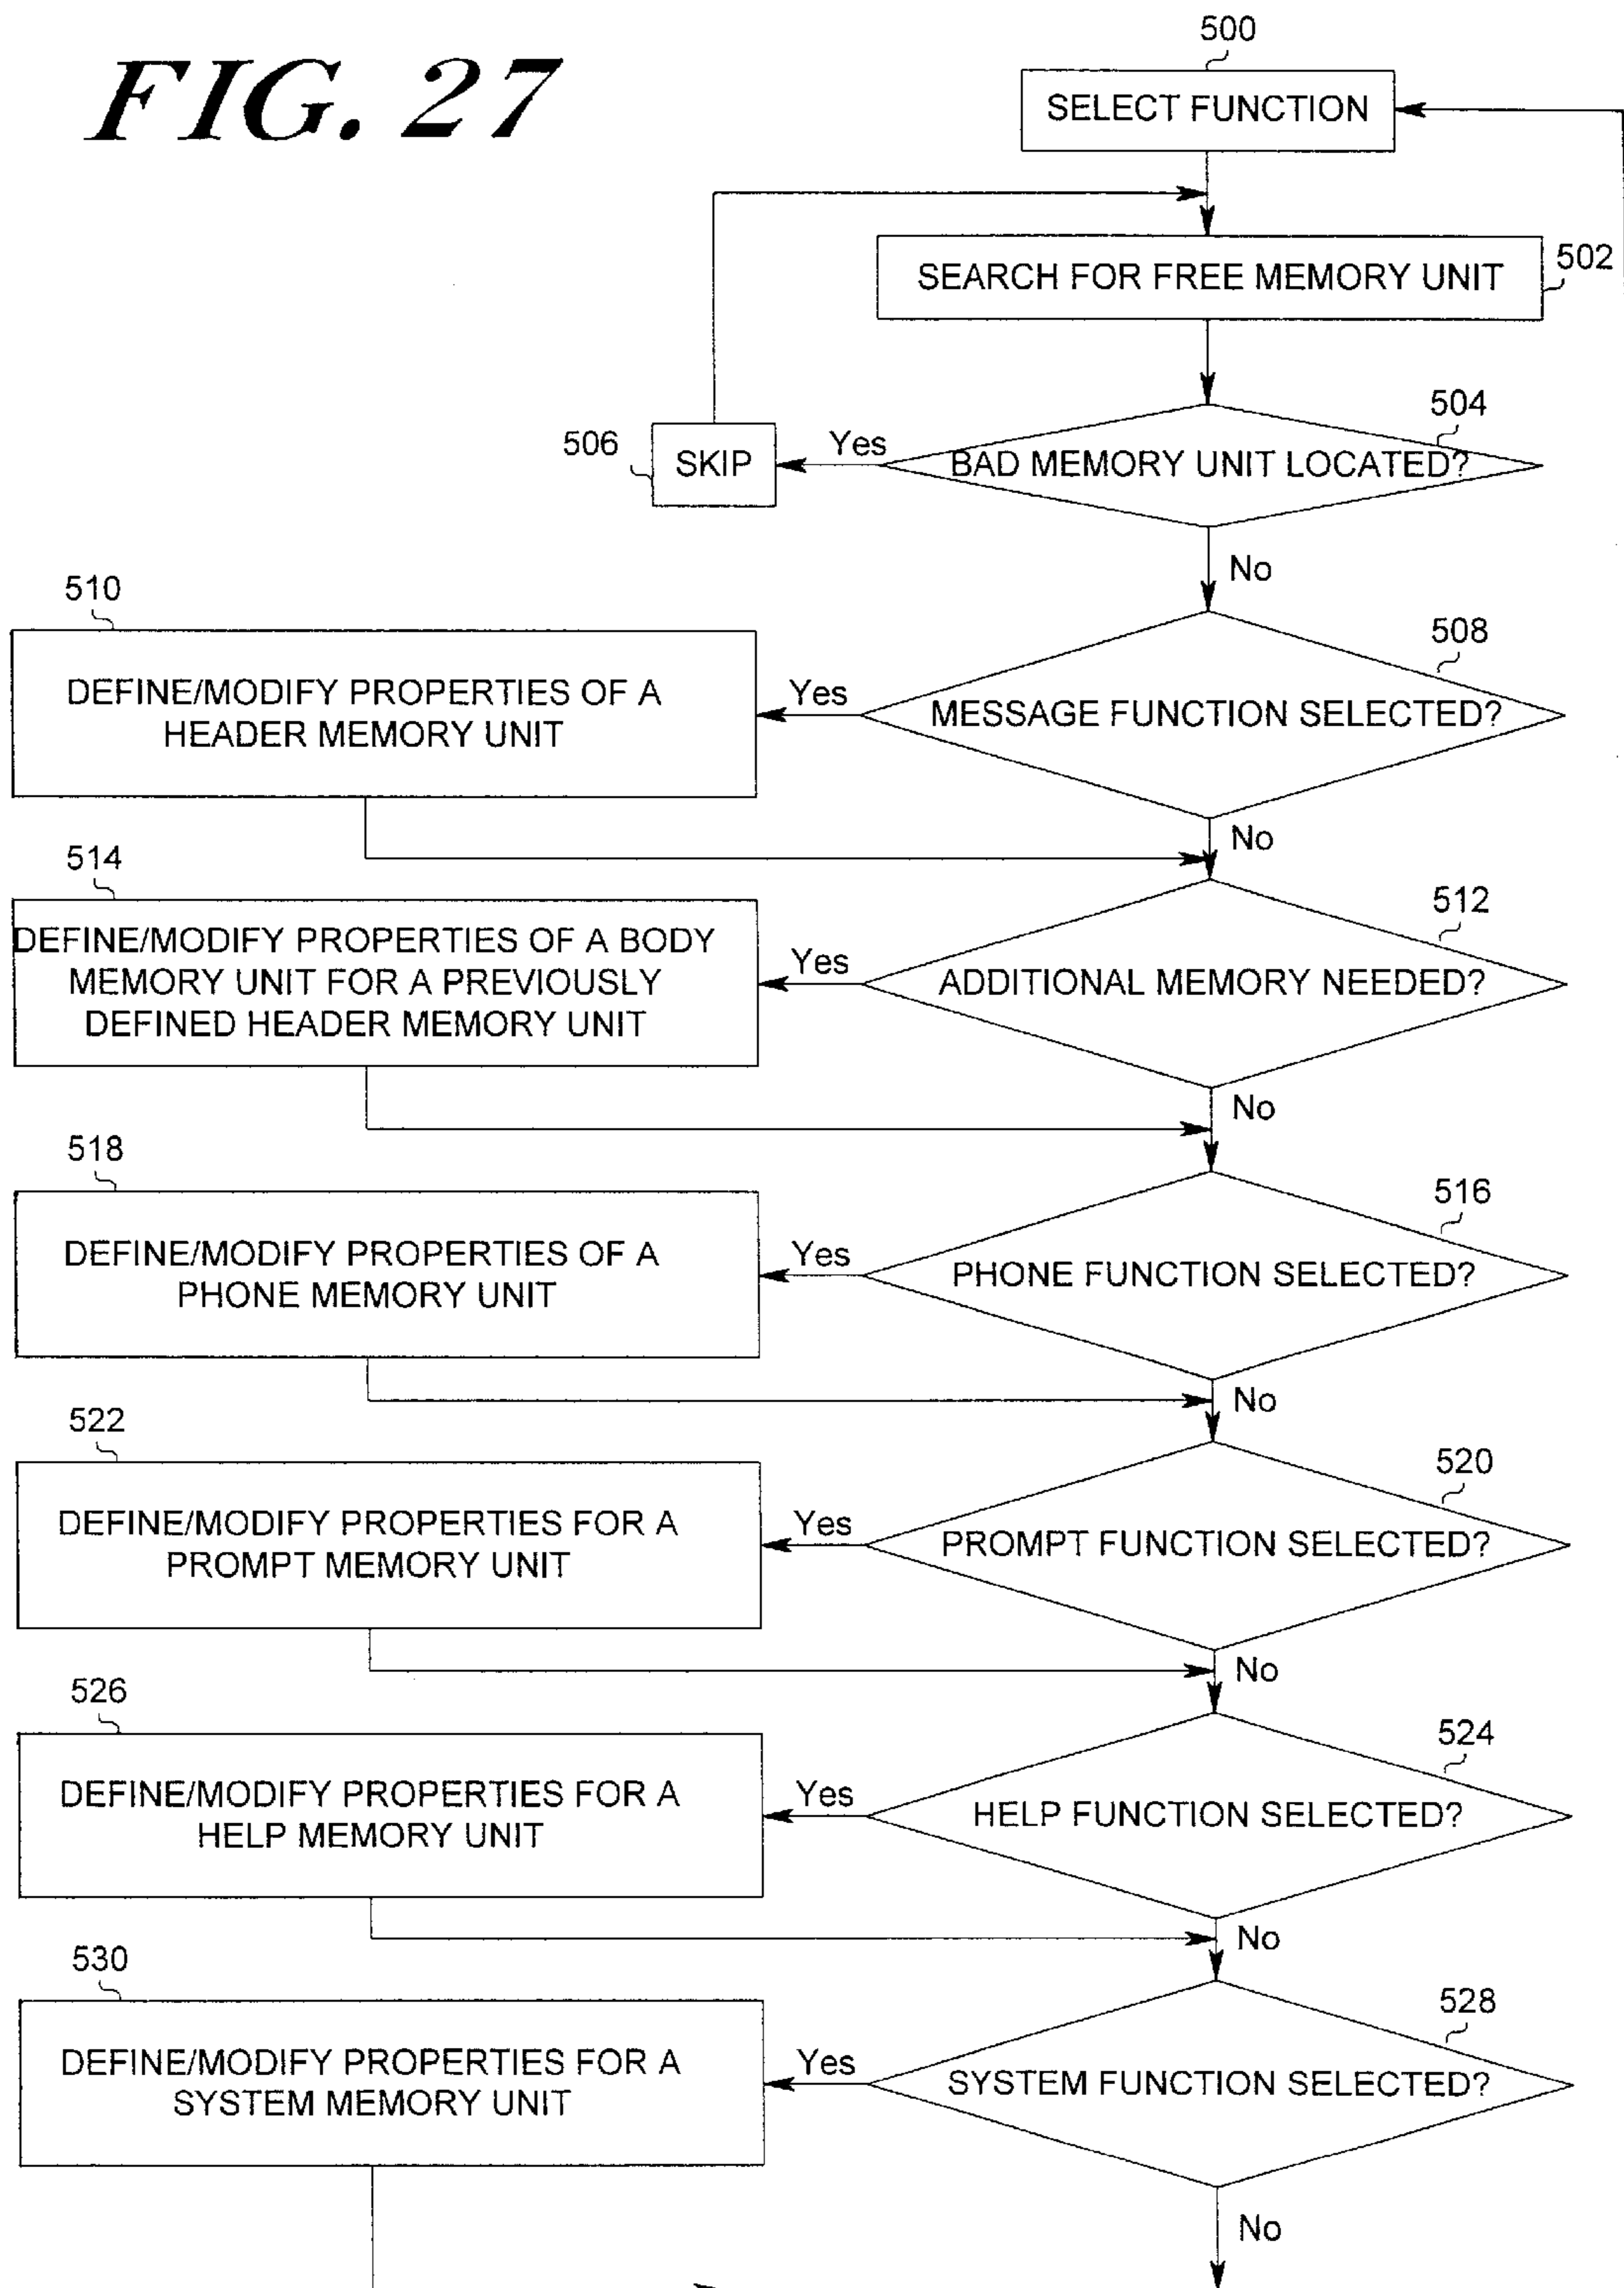 FIG. 27
500
SELECT FUNCTION
SEARCH FOR FREE MEMORY UNIT
502
504
506
SKIP
Yes
BAD MEMORY UNIT LOCATED?
No
510
508
DEFINE/MODIFY PROPERTIES OF A
HEADER MEMORY UNIT
Yes
MESSAGE FUNCTION SELECTED?
No
514
512
DEFINE/MODIFY PROPERTIES OF A BODY
MEMORY UNIT FOR A PREVIOUSLY
DEFINED HEADER MEMORY UNIT
Yes
ADDITIONAL MEMORY NEEDED?
No
518
516
DEFINE/MODIFY PROPERTIES OF A
PHONE MEMORY UNIT
Yes
PHONE FUNCTION SELECTED?
No
522
520
DEFINE/MODIFY PROPERTIES FOR A
PROMPT MEMORY UNIT
Yes
PROMPT FUNCTION SELECTED?
No
526
524
DEFINE/MODIFY PROPERTIES FOR A
HELP MEMORY UNIT
Yes
HELP FUNCTION SELECTED?
No
530
528
DEFINE/MODIFY PROPERTIES FOR A
SYSTEM MEMORY UNIT
Yes
SYSTEM FUNCTION SELECTED?
No